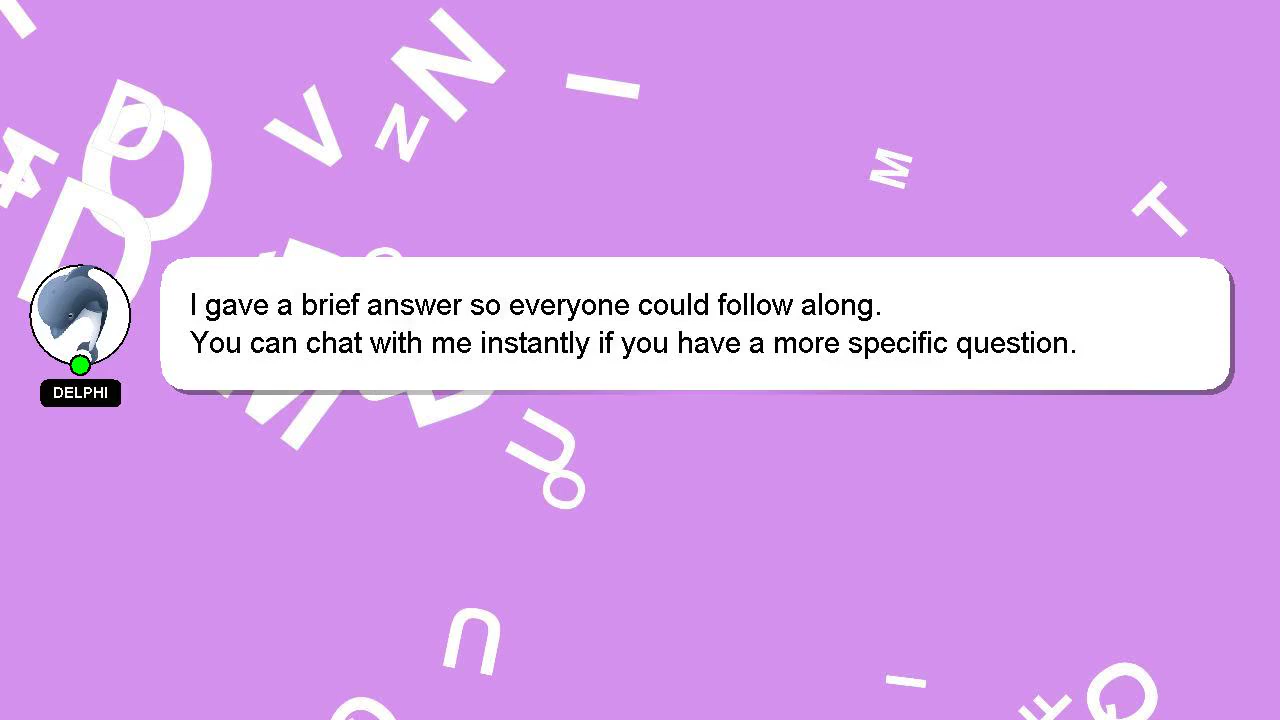 I gave a brief answer so everyone could follow along.
You can chat with me instantly if you have a more specific question.
DELPHI